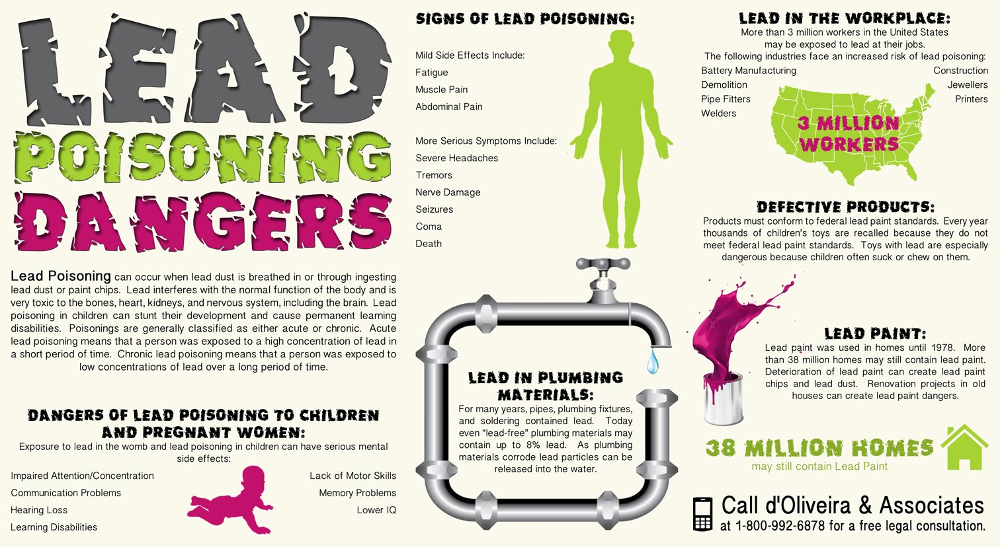 LEAD
POISONING
DANGERS
Lead Poisoning can occur when lead dust is breathed in or through ingesting
lead dust or paint chips. Lead interferes with the normal function of the body and is
very toxic to the bones, heart, kidneys, and nervous system, including the brain. Lead
poisoning in children can stunt their development and cause permanent learning
disabilities. Poisonings are generally classified as either acute or chronic. Acute
lead poisoning means that a person was exposed to a high concentration of lead in
a short period of time. Chronic lead poisoning means that a person was exposed to
low concentrations of lead over a long period of time.
DANGERS OF LEAD POISONING TO CHILDREN
AND PREGNANT WOMEN:
Exposure to lead in the womb and lead poisoning in children can have serious mental
side effects:
Impaired Attention/Concentration
Communication Problems
Hearing Loss
Learning Disabilities
Lack of Motor Skills
Memory Problems
Lower IQ
SIGNS OF LEAD POISONING:
Mild Side Effects Include:
Fatigue
Muscle Pain
Abdominal Pain
More Serious Symptoms Include:
Severe Headaches
Tremors
Nerve Damage
Seizures
Coma
Death
LEAD IN PLUMBING
MATERIALS:
For many years, pipes, plumbing fixtures,
and soldering contained lead. Today
even “lead-free” plumbing materials may
contain up to 8% lead. As plumbing
materials corrode lead particles can be
released into the water.
LEAD IN THE WORKPLACE:
More than 3 million workers in the United States
may be exposed to lead at their jobs.
The following industries face an increased risk of lead poisoning:
Battery Manufacturing
Demolition
Pipe Fitters
Welders
Construction
Jewellers
Printers
3 MILLION
WORKERS
DEFECTIVE PRODUCTS:
Products must conform to federal lead paint standards. Every year
thousands of children's toys are recalled because they do not
meet federal lead paint standards. Toys with lead are especially
dangerous because children often suck or chew on them.
LEAD PAINT:
Lead paint was used in homes until 1978. More
than 38 million homes may still contain lead paint.
Deterioration of lead paint can create lead paint
chips and lead dust. Renovation projects in old
houses can create lead paint dangers.
38 MILLION HOMES
may still contain Lead Paint
Call d'Oliveira & Associates
at 1-800-992-6878 for a free legal consultation.